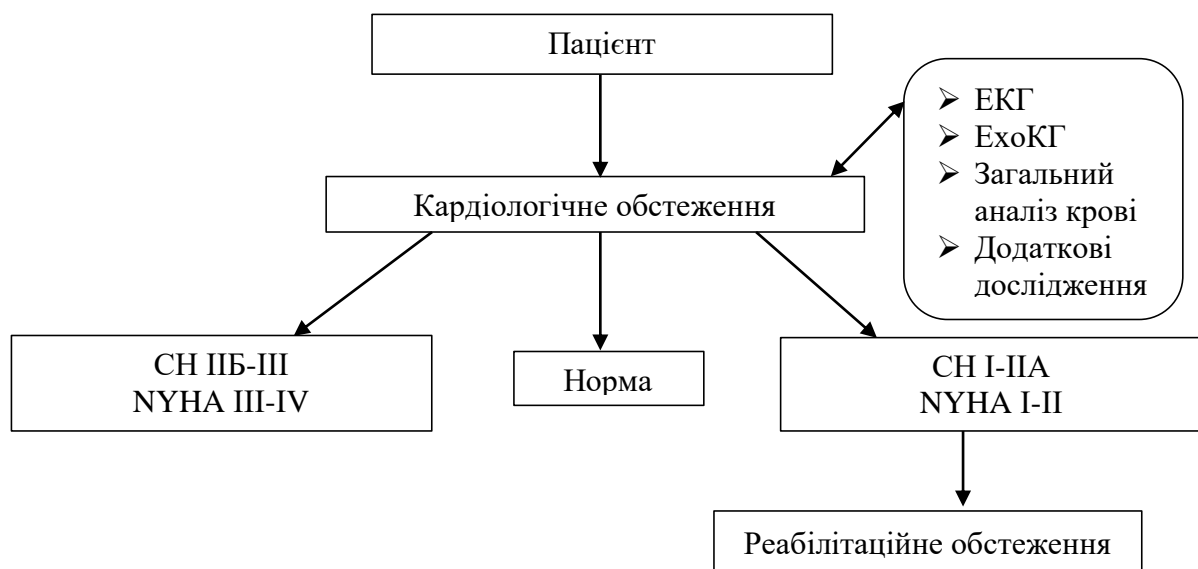 Пацієнт
➢ ЕКГ
➢ ЕхоКГ
➢ Загальний
аналіз крові
➢ Додаткові
дослідження
Кардіологічне обстеження
СН ІІБ-ІІІ
NYHA III-IV
Норма
СН І-ІІА
NYHA I-II
Реабілітаційне обстеження